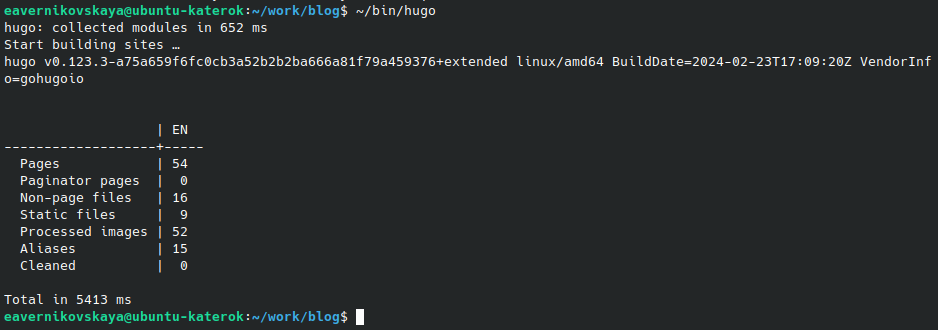 eavernikovskaya@ubuntu-katerok:~/work/blog$ ~/bin/hugo
hugo: collected modules in 652 ms
Start building sites …
hugo v0.123.3-a75a659f6fc0cb3a52b2b2ba666a81f79a459376+extended linux/amd64 BuildDate=2024-02-23T17:09:20Z VendorInf
o=gohugoio
                   | EN
-------------------+-----
  Pages            | 54
  Paginator pages  |  0
  Non-page files   | 16
  Static files     |  9
  Processed images | 52
  Aliases          | 15
  Cleaned          |  0
Total in 5413 ms
eavernikovskaya@ubuntu-katerok:~/work/blog$